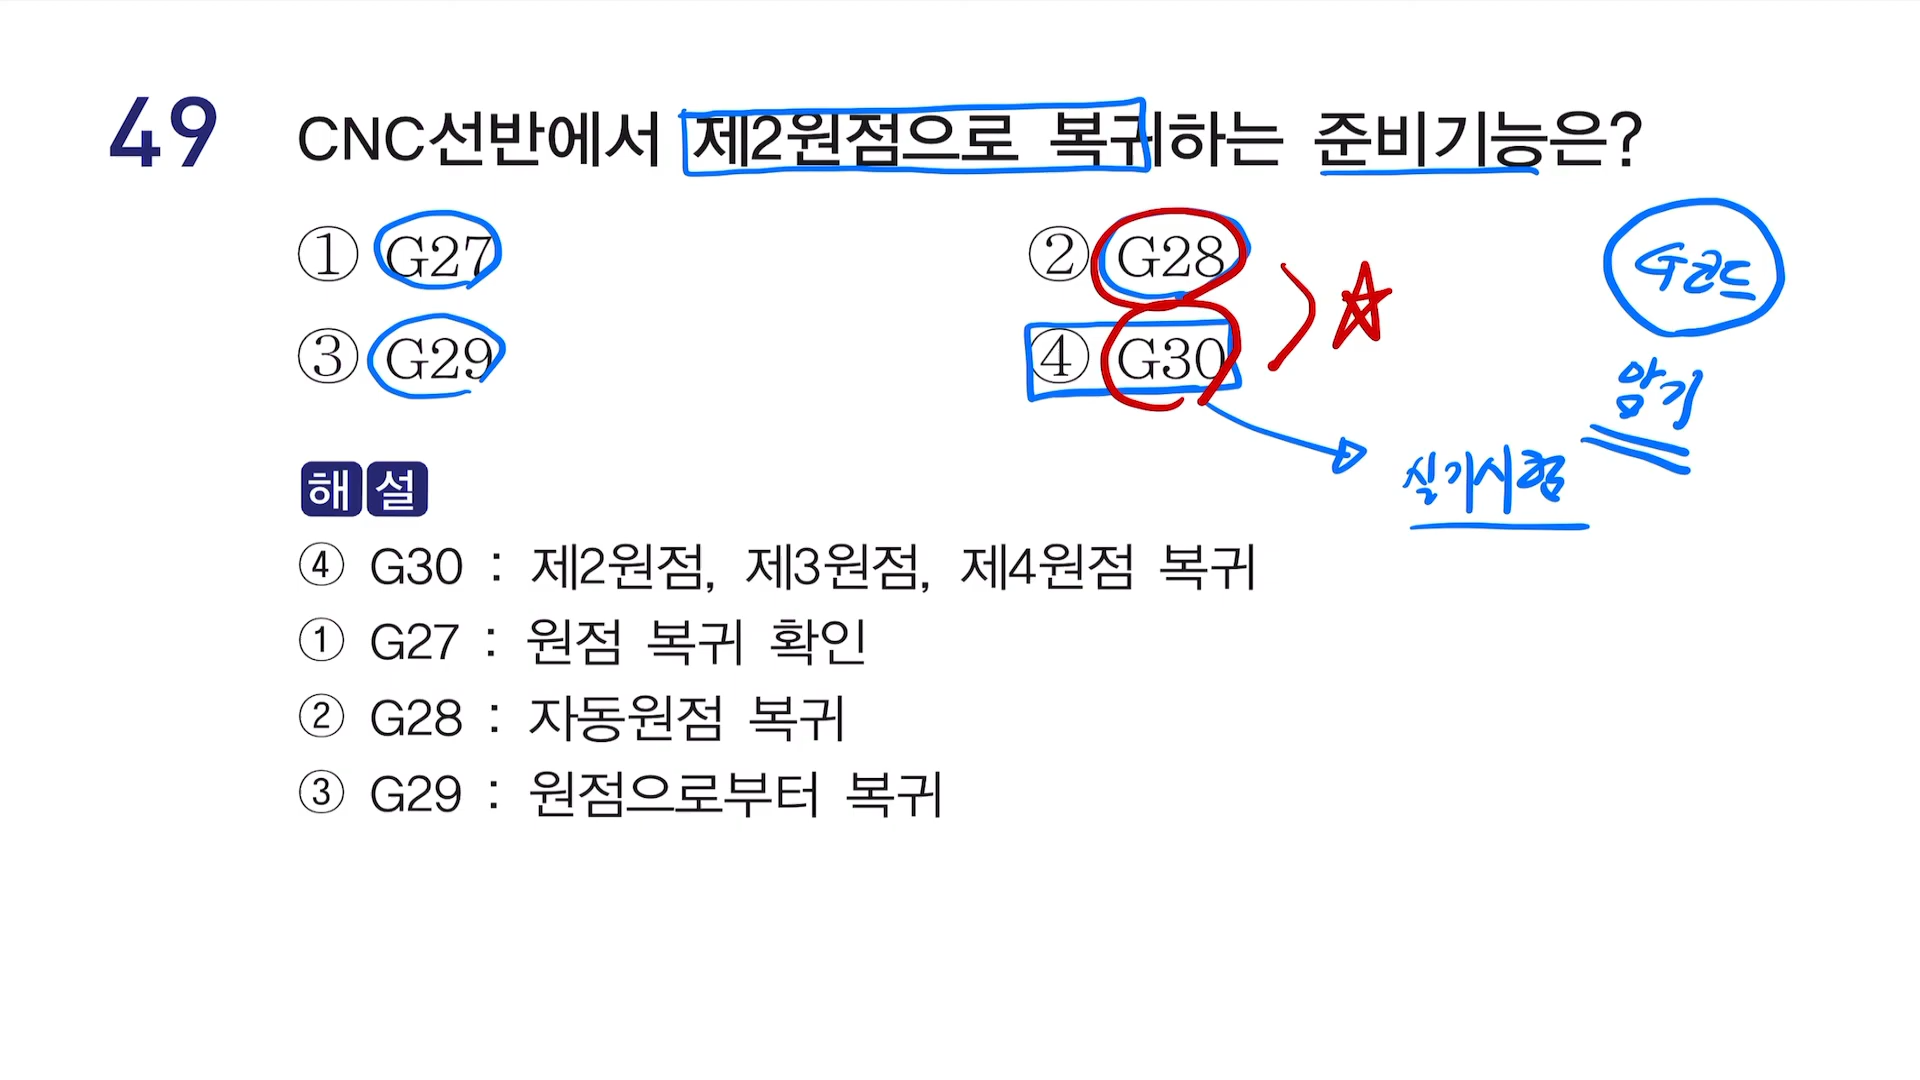 49 CNC선반에서 제2원점으로 복귀하는 준비기능은?
① G27 ② G28
③ G29 ④ G30
G코드
암기
실기시험
해설
④ G30 : 제2원점, 제3원점, 제4원점 복귀
① G27 : 원점 복귀 확인
② G28 : 자동원점 복귀
③ G29 : 원점으로부터 복귀